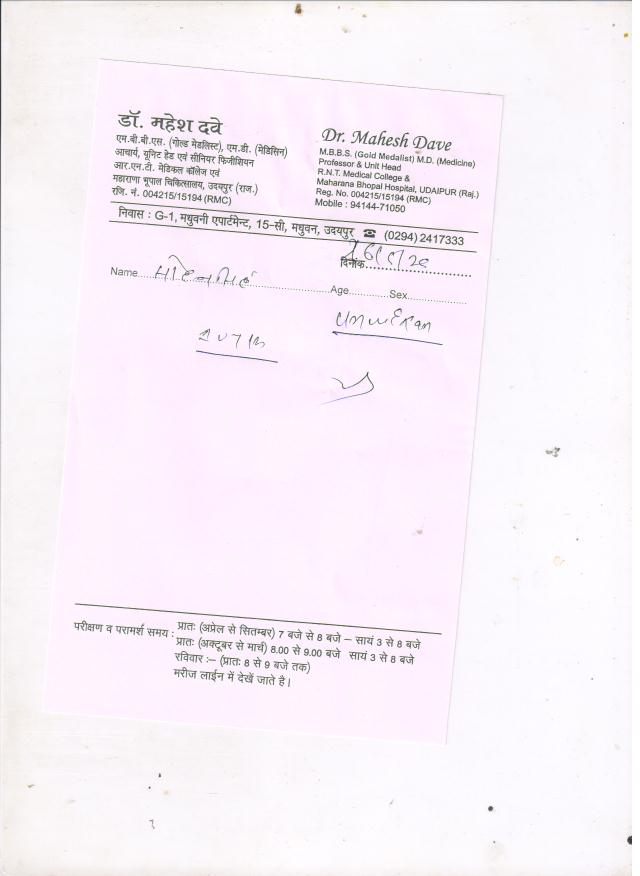 डॉ. महेश दवे
एम.बी.बी.एस. (गोल्ड मेडलिस्ट), एम.डी. (मेडिसिन)
आचार्य, यूनिट हेड एवं सीनियर फिजीशियन
आर.एन.टी. मेडिकल कॉलेज एवं
महाराणा भूपाल चिकित्सालय, उदयपुर (राज.)
रजि. नं. 004215/15194 (RMC)
Dr. Mahesh Dave
M.B.B.S. (Gold Medalist) M.D. (Medicine)
Professor & Unit Head
R.N.T. Medical College &
Maharana Bhopal Hospital, UDAIPUR (Raj.)
Reg. No. 004215/15194 (RMC)
Mobile : 94144-71050
निवास : G-1, मधुवनी एपार्टमेन्ट, 15-सी, मधुवन, उदयपुर ☎ (0294) 2417333
दिनांक
Name Age Sex
परीक्षण व परामर्श समय : प्रातः (अप्रेल से सितम्बर) 7 बजे से 8 बजे – सायं 3 से 8 बजे
प्रातः (अक्टूबर से मार्च) 8.00 से 9.00 बजे सायं 3 से 8 बजे
रविवार :– (प्रातः 8 से 9 बजे तक)
मरीज लाईन में देखें जाते है।